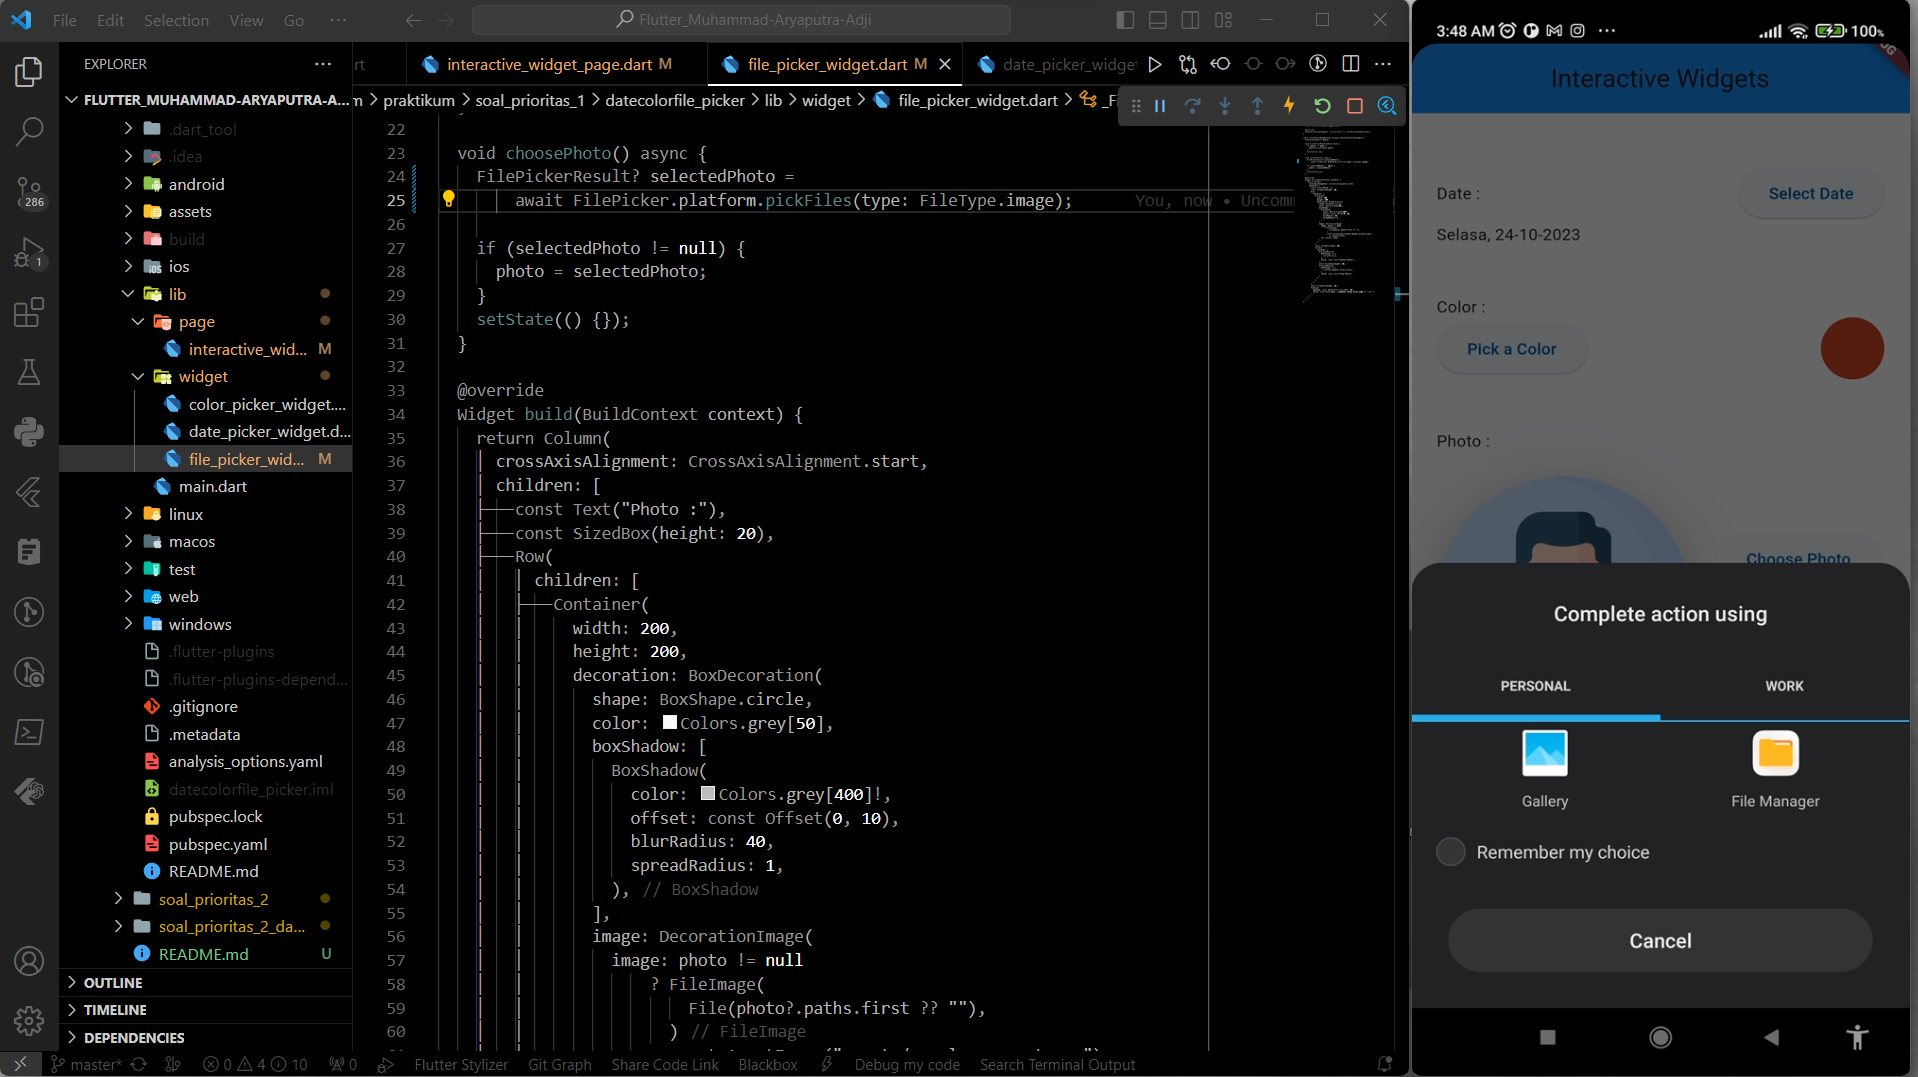 File Edit Selection View Go ···
Flutter_Muhammad-Aryaputra-Adji
EXPLORER
FLUTTER_MUHAMMAD-ARYAPUTRA-A...
.dart_tool
.idea
android
assets
build
ios
lib
page
interactive_wid... M
widget
color_picker_widget....
date_picker_widget.d...
file_picker_wid... M
main.dart
linux
macos
test
web
windows
.flutter-plugins
.flutter-plugins-depend...
.gitignore
.metadata
analysis_options.yaml
datecolorfile_picker.iml
pubspec.lock
pubspec.yaml
README.md
soal_prioritas_2
soal_prioritas_2_da...
README.md U
OUTLINE
TIMELINE
DEPENDENCIES
286
1
rt
interactive_widget_page.dart M
file_picker_widget.dart M
date_picker_widget
m > praktikum > soal_prioritas_1 > datecolorfile_picker > lib > widget > file_picker_widget.dart > _F
22
23 void choosePhoto() async {
24 FilePickerResult? selectedPhoto =
25 await FilePicker.platform.pickFiles(type: FileType.image); You, now • Uncomm
26
27 if (selectedPhoto != null) {
28 photo = selectedPhoto;
29 }
30 setState(() {});
31 }
32
33 @override
34 Widget build(BuildContext context) {
35 return Column(
36 crossAxisAlignment: CrossAxisAlignment.start,
37 children: [
38 const Text("Photo :"),
39 const SizedBox(height: 20),
40 Row(
41 children: [
42 Container(
43 width: 200,
44 height: 200,
45 decoration: BoxDecoration(
46 shape: BoxShape.circle,
47 color: Colors.grey[50],
48 boxShadow: [
49 BoxShadow(
50 color: Colors.grey[400]!,
51 offset: const Offset(0, 10),
52 blurRadius: 40,
53 spreadRadius: 1,
54 ), // BoxShadow
55 ],
56 image: DecorationImage(
57 image: photo != null
58 ? FileImage(
59 File(photo?.paths.first ?? ""),
60 ) // FileImage
master* 0 4 10 0 Flutter Stylizer Git Graph Share Code Link Blackbox Debug my code Search Terminal Output
3:48 AM ··· 100%
Interactive Widgets
Date :
Select Date
Selasa, 24-10-2023
Color :
Pick a Color
Photo :
Choose Photo
Complete action using
PERSONAL WORK
Gallery File Manager
Remember my choice
Cancel